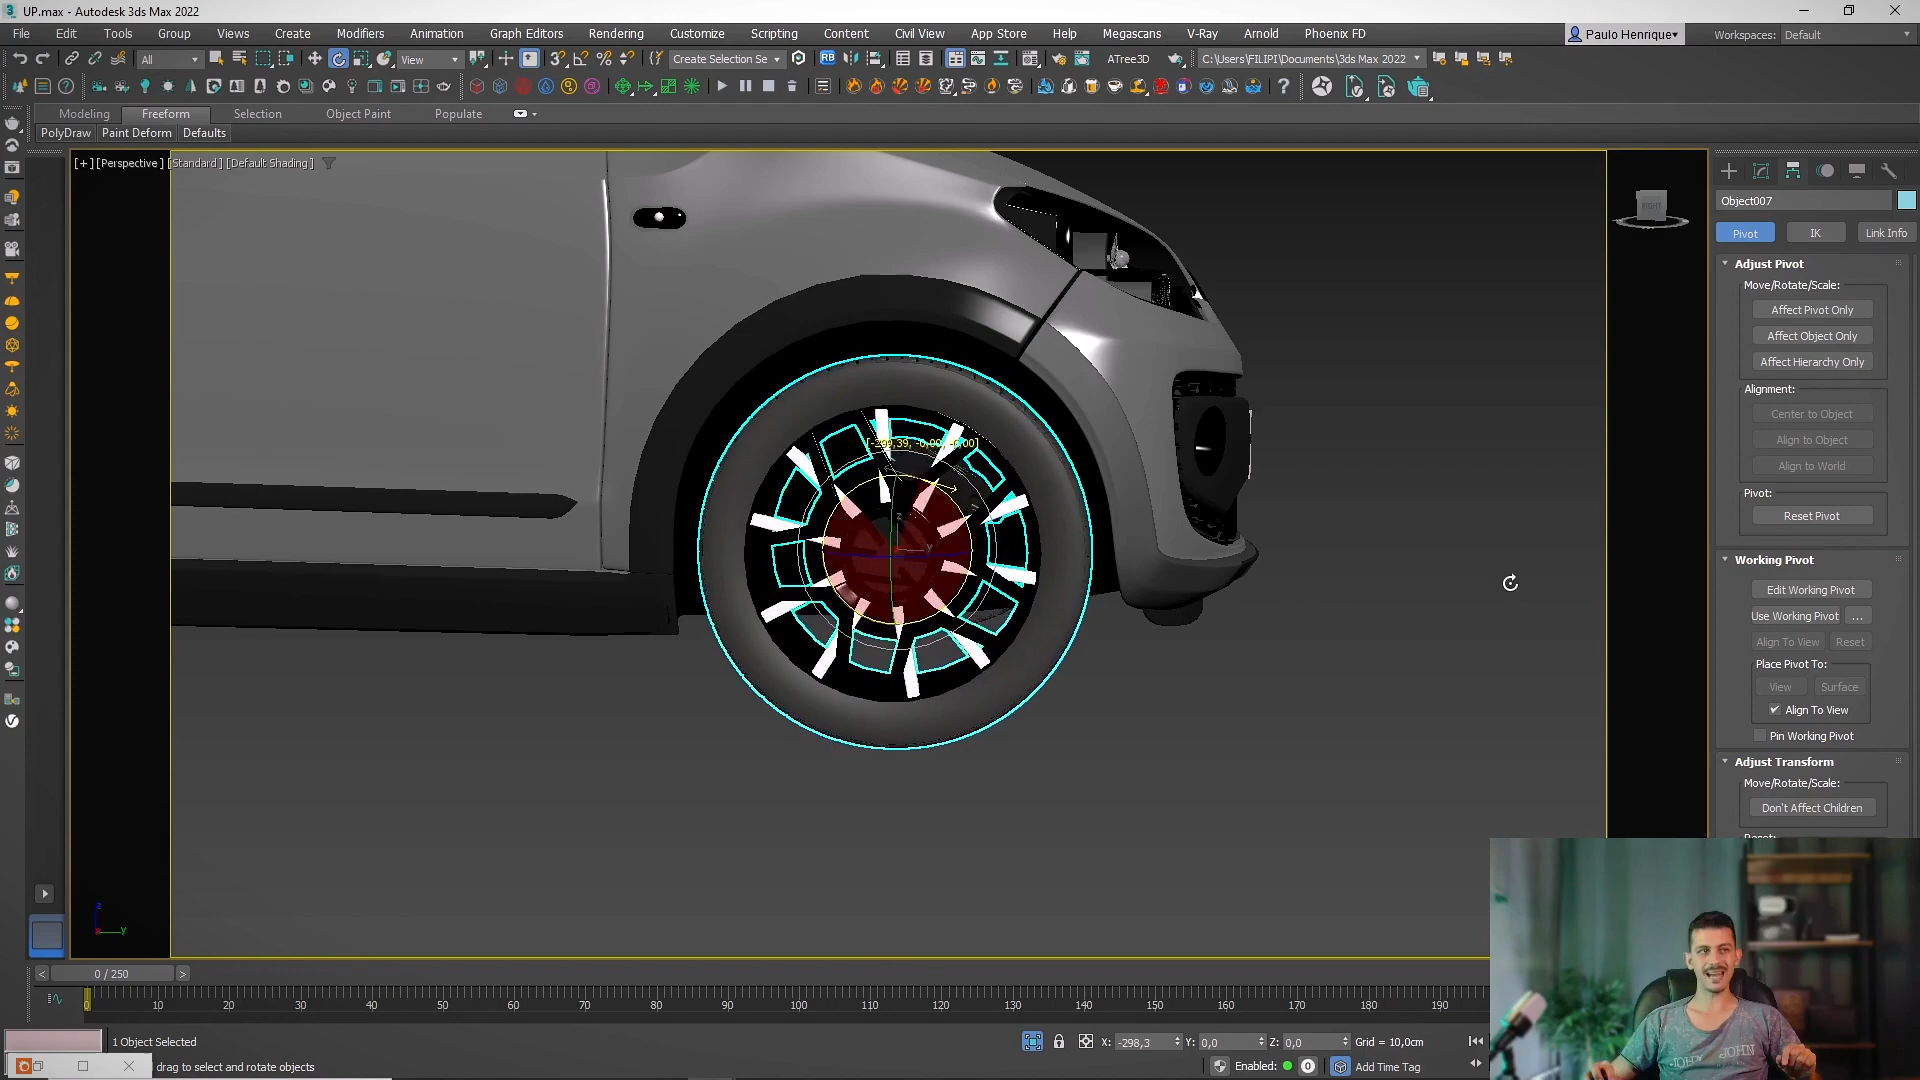 UP.max - Autodesk 3ds Max 2022
File Edit Tools Group Views Create Modifiers Animation Graph Editors Rendering Customize Scripting Content Civil View App Store Help Megascans V-Ray Arnold Phoenix FD Paulo Henrique Workspaces: Default
All View Create Selection Se RB ATree3D C:\Users\FILIPI\Documents\3ds Max 2022
Modeling Freeform Selection Object Paint Populate
PolyDraw Paint Deform Defaults
[+] [Perspective] [Standard] [Default Shading]
RIGHT
Object007
Pivot IK Link Info
Adjust Pivot
Move/Rotate/Scale:
Affect Pivot Only
Affect Object Only
Affect Hierarchy Only
Alignment:
Center to Object
Align to Object
Align to World
Pivot:
Reset Pivot
Working Pivot
Edit Working Pivot
Use Working Pivot ...
Align To View Reset
Place Pivot To:
View Surface
Align To View
Pin Working Pivot
Adjust Transform
Move/Rotate/Scale:
Don't Affect Children
z
Y
< 0 / 250 >
0 10 20 30 40 50 60 70 80 90 100 110 120 130 140 150 160 170 180 190
1 Object Selected X: -298,3 Y: 0,0 Z: 0,0 Grid = 10,0cm
drag to select and rotate objects Enabled: 0 Add Time Tag
JOHN JOHN